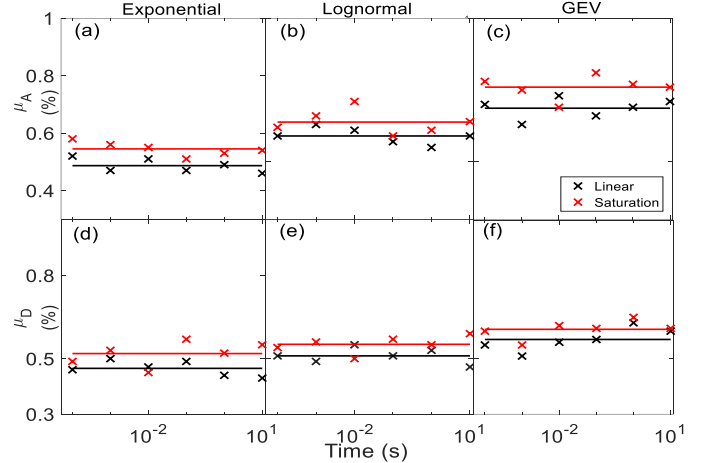 Exponential Lognormal GEV
(a) (b) (c)
1
0.8
0.6
0.4
μA (%)
Linear
Saturation
(d) (e) (f)
0.8
0.5
0.3
μD (%)
10-2 101 10-2 101 10-2 101
Time (s)